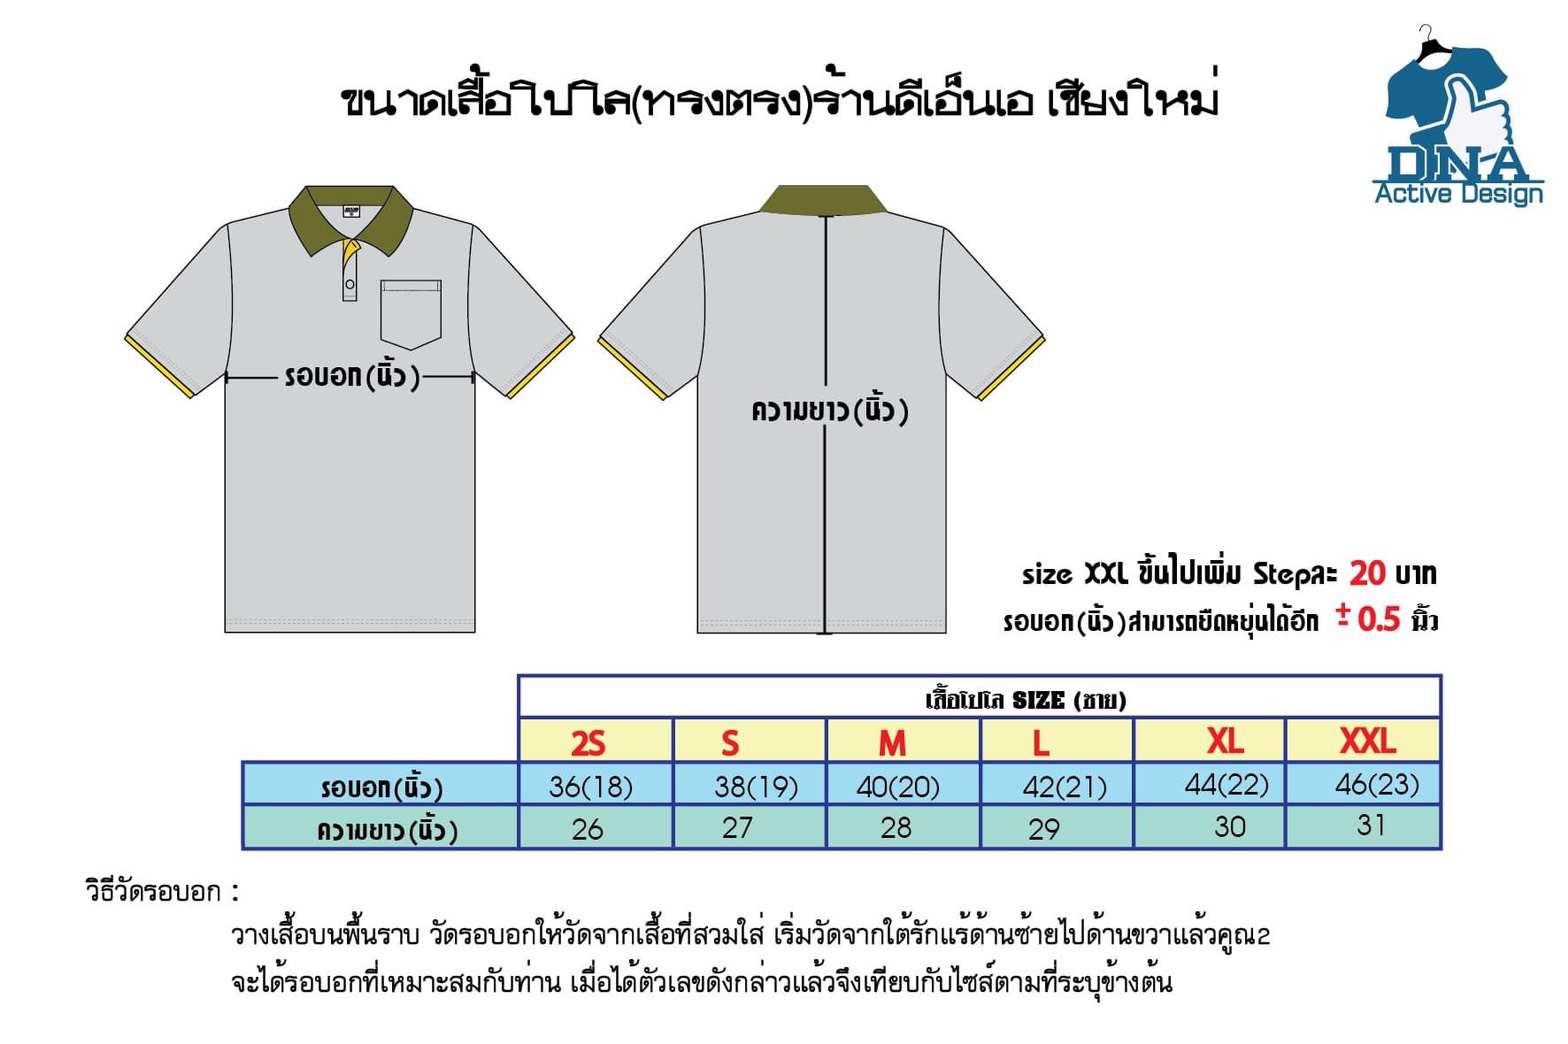 ขนาดเสื้อโปโล(ทรงตรง)ร้านดีเอ็นเอ เชียงใหม่
DNA
Active Design
รอบอก(นิ้ว)
ความยาว(นิ้ว)
size XXL ขึ้นไปเพิ่ม Stepละ 20 บาท
รอบอก(นิ้ว)สามารถยืดหยุ่นได้อีก ± 0.5 นิ้ว
เสื้อโปโล SIZE (ชาย)
2S S M L XL XXL
รอบอก(นิ้ว) 36(18) 38(19) 40(20) 42(21) 44(22) 46(23)
ความยาว(นิ้ว) 26 27 28 29 30 31
วิธีวัดรอบอก :
วางเสื้อบนพื้นราบ วัดรอบอกให้วัดจากเสื้อที่สวมใส่ เริ่มวัดจากใต้รักแร้ด้านซ้ายไปด้านขวาแล้วคูณ2
จะได้รอบอกที่เหมาะสมกับท่าน เมื่อได้ตัวเลขดังกล่าวแล้วจึงเทียบกับไซส์ตามที่ระบุข้างต้น